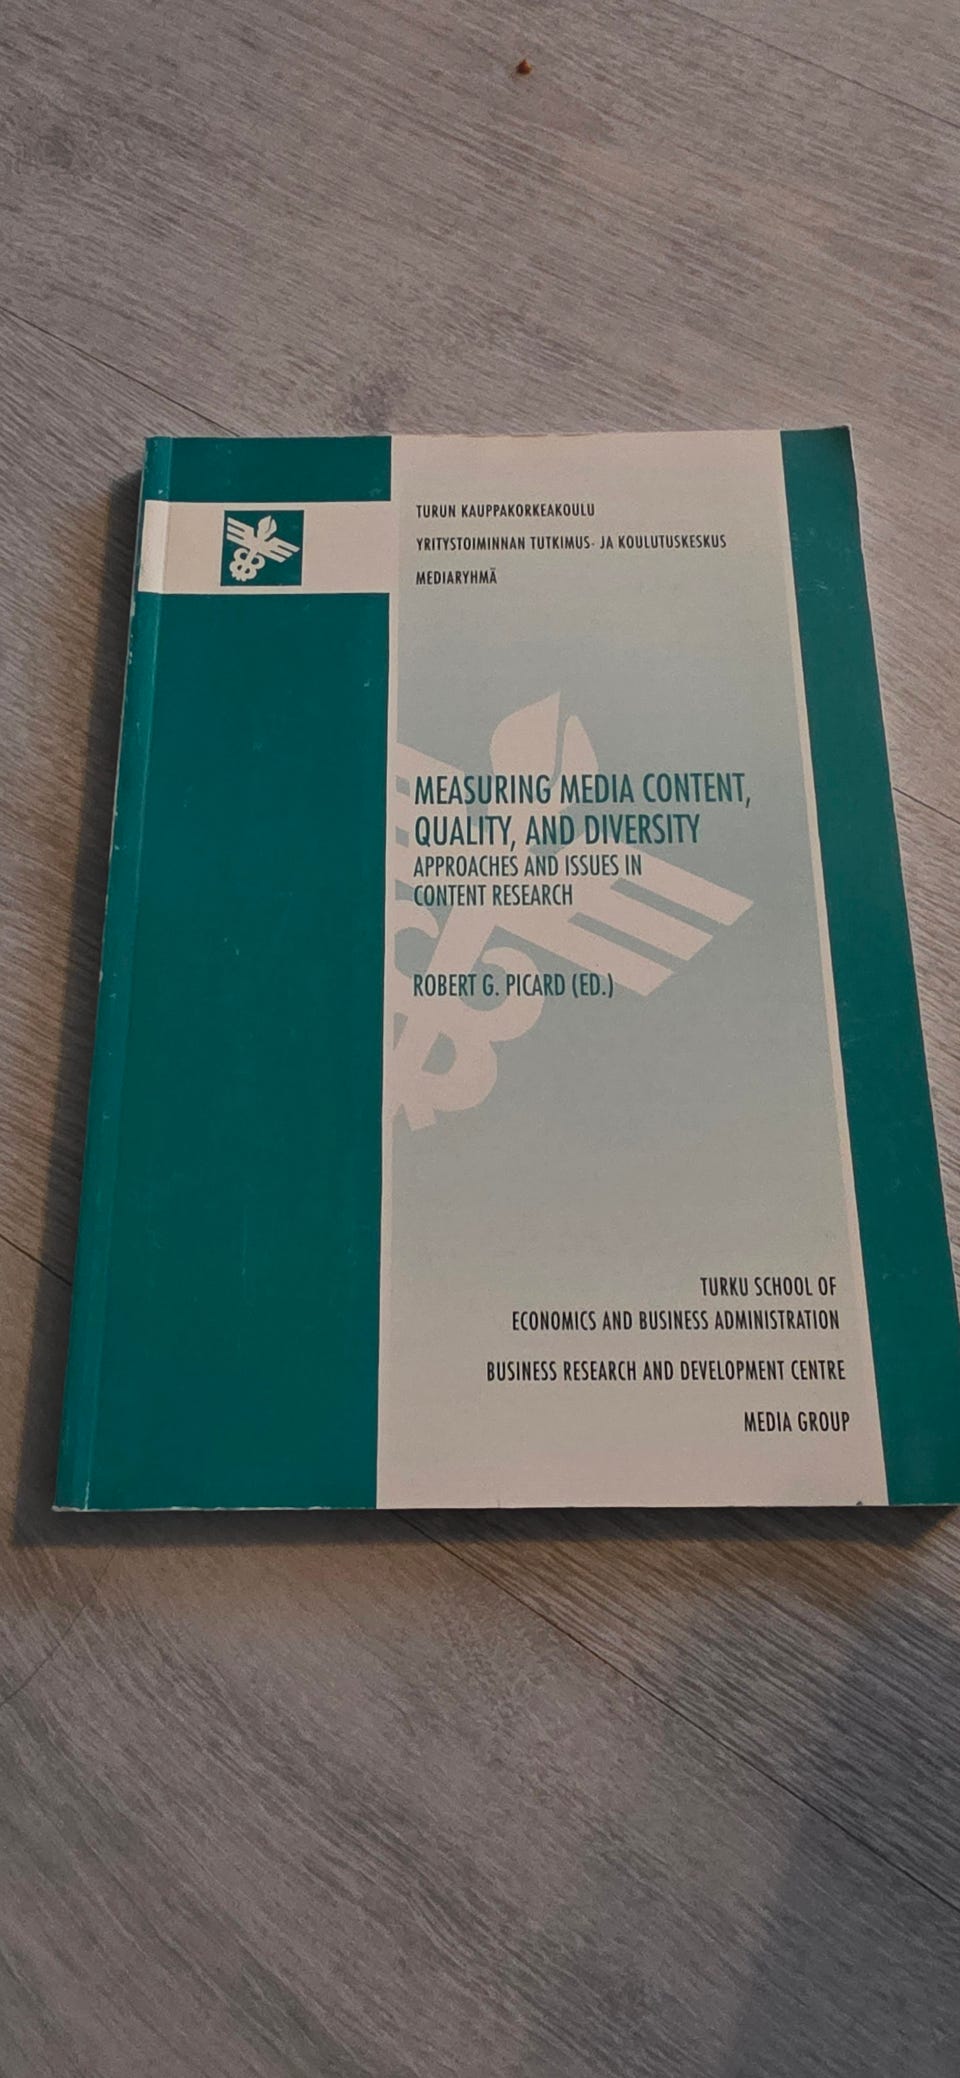 TURUN KAUPPAKORKEAKOULU
YRITYSTOIMINNAN TUTKIMUS- JA KOULUTUSKESKUS
MEDIARYHMÄ
MEASURING MEDIA CONTENT,
QUALITY, AND DIVERSITY
APPROACHES AND ISSUES IN
CONTENT RESEARCH
ROBERT G. PICARD (ED.)
TURKU SCHOOL OF
ECONOMICS AND BUSINESS ADMINISTRATION
BUSINESS RESEARCH AND DEVELOPMENT CENTRE
MEDIA GROUP